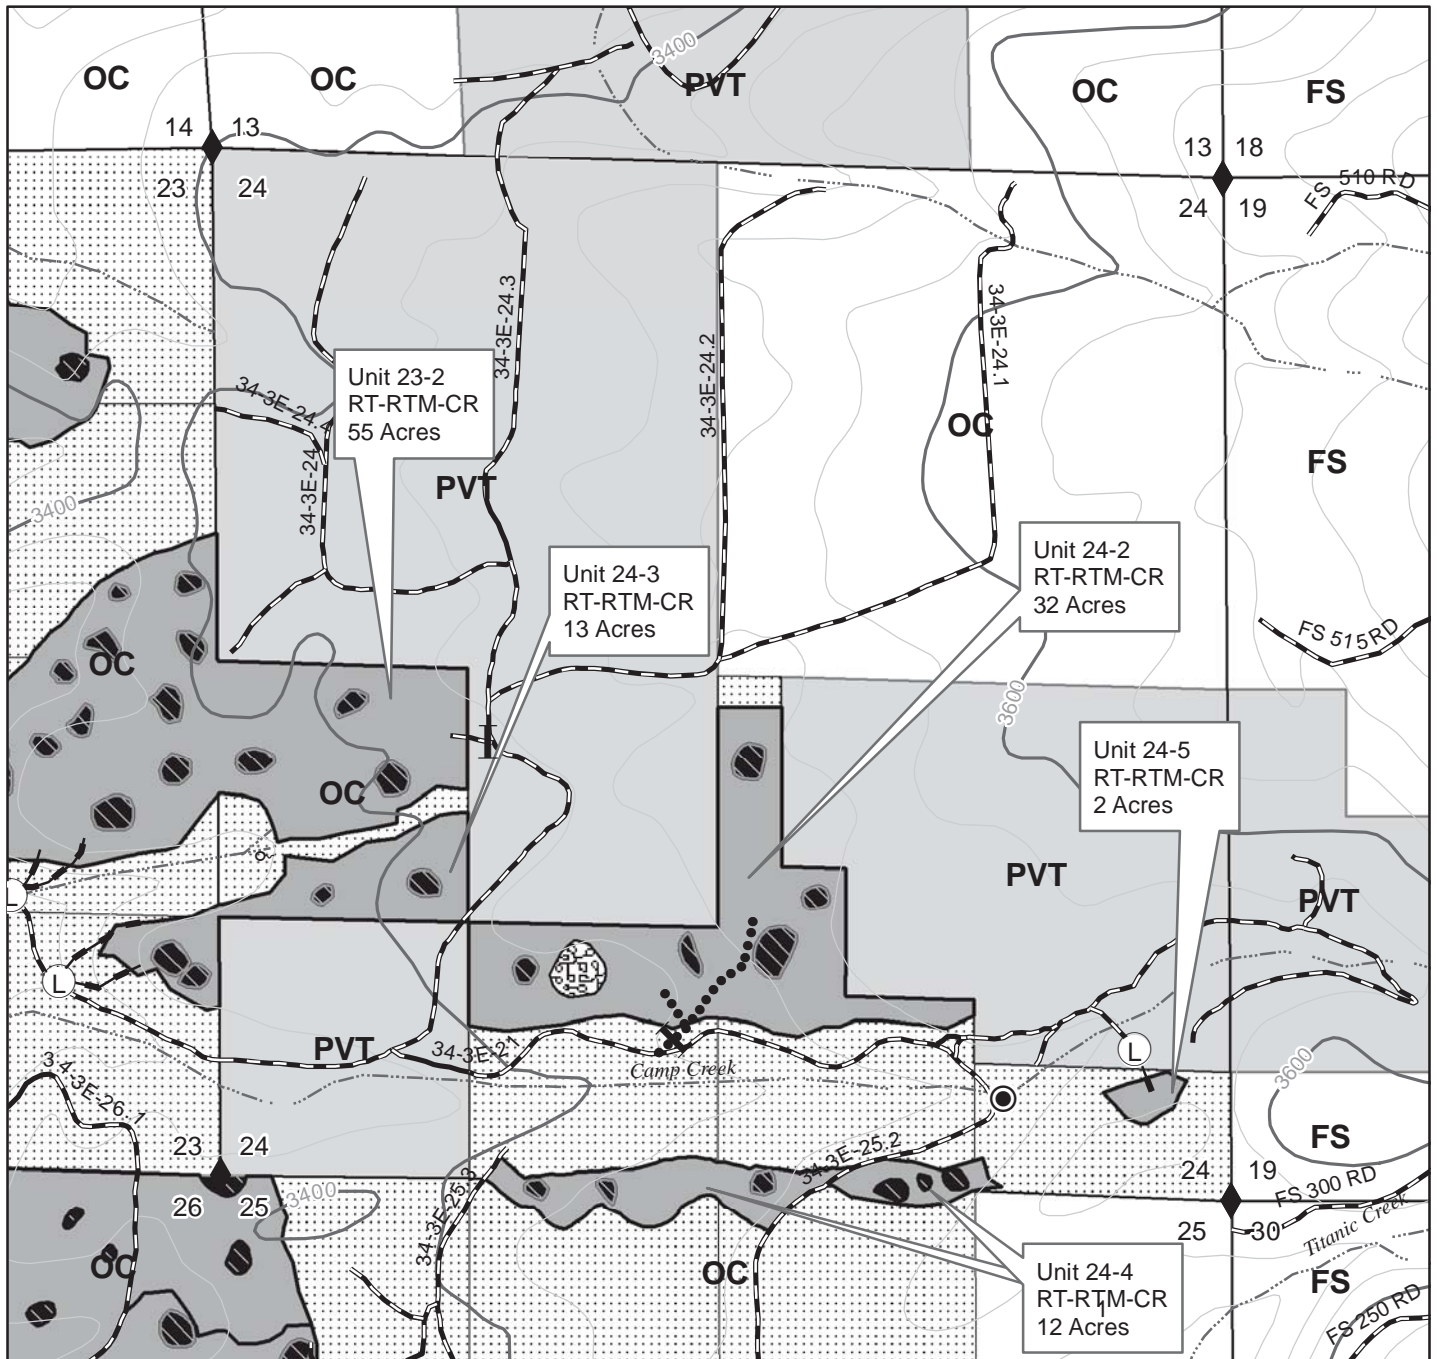 3400
OC
OC
PVT
OC
FS
14
13
13
18
23
24
24
19
FS 510 RD
34-3E-24.3
34-3E-24.2
34-3E-24.1
Unit 23-2
RT-RTM-CR
55 Acres
34-3E-24.4
34-3E-24
OC
FS
PVT
3400
Unit 24-3
RT-RTM-CR
13 Acres
Unit 24-2
RT-RTM-CR
32 Acres
FS 515 RD
OC
3600
Unit 24-5
RT-RTM-CR
2 Acres
OC
PVT
PVT
L
L
PVT
34-3E-21
Camp Creek
L
3600
34-3E-26.1
23
24
34-3E-25.2
24
19
FS
26
25
3400
34-3E-25.3
FS 300 RD
25
30
Titanic Creek
OC
OC
Unit 24-4
RT-RTM-CR
12 Acres
FS
FS 250 RD